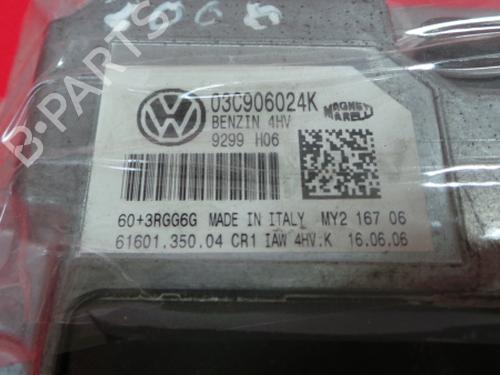 03C906024K
BENZIN 4HV
9299 H06
MAGNETI MARELLI
60+3RGG6G MADE IN ITALY MY2 167 06
61601.350.04 CR1 IAW 4HV.K 16.06.06
B-PARTS